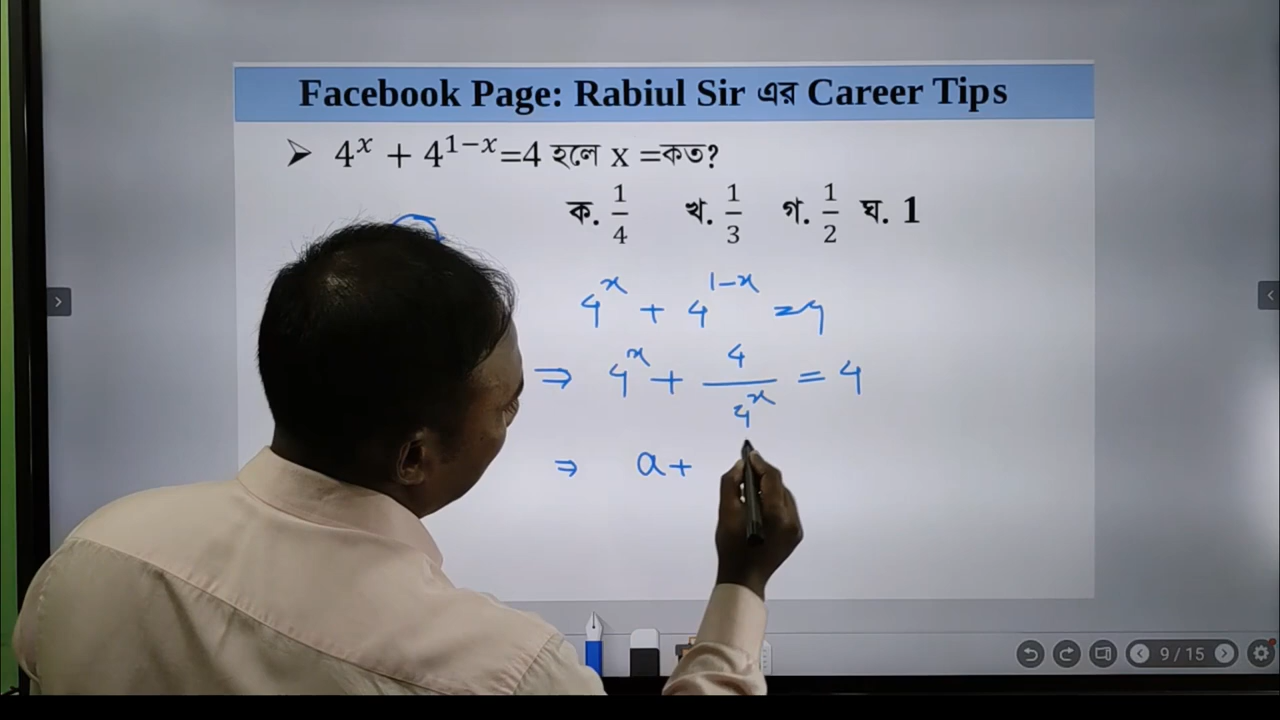 Facebook Page: Rabiul Sir এর Career Tips
➢ 4^x + 4^{1−x}=4 হলে x =কত?
ক. 1/4 খ. 1/3 গ. 1/2 ঘ. 1
4^x + 4^{1-x} = 4
⇒ 4^x + 4/4^x = 4
⇒ a +
9 / 15